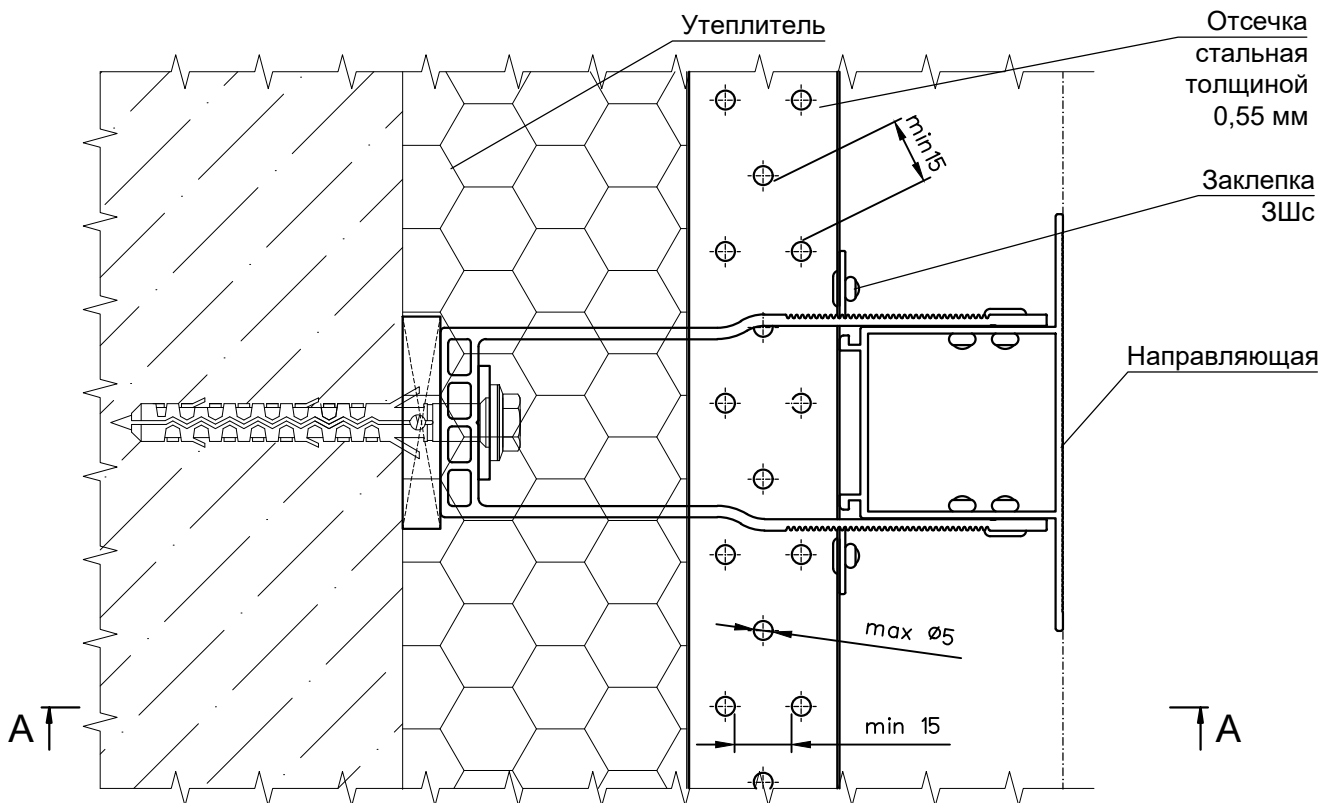 Утеплитель
Отсечка
стальная
толщиной
0,55 мм
min15
Заклепка
ЗШс
Направляющая
max ø5
min 15
А
А